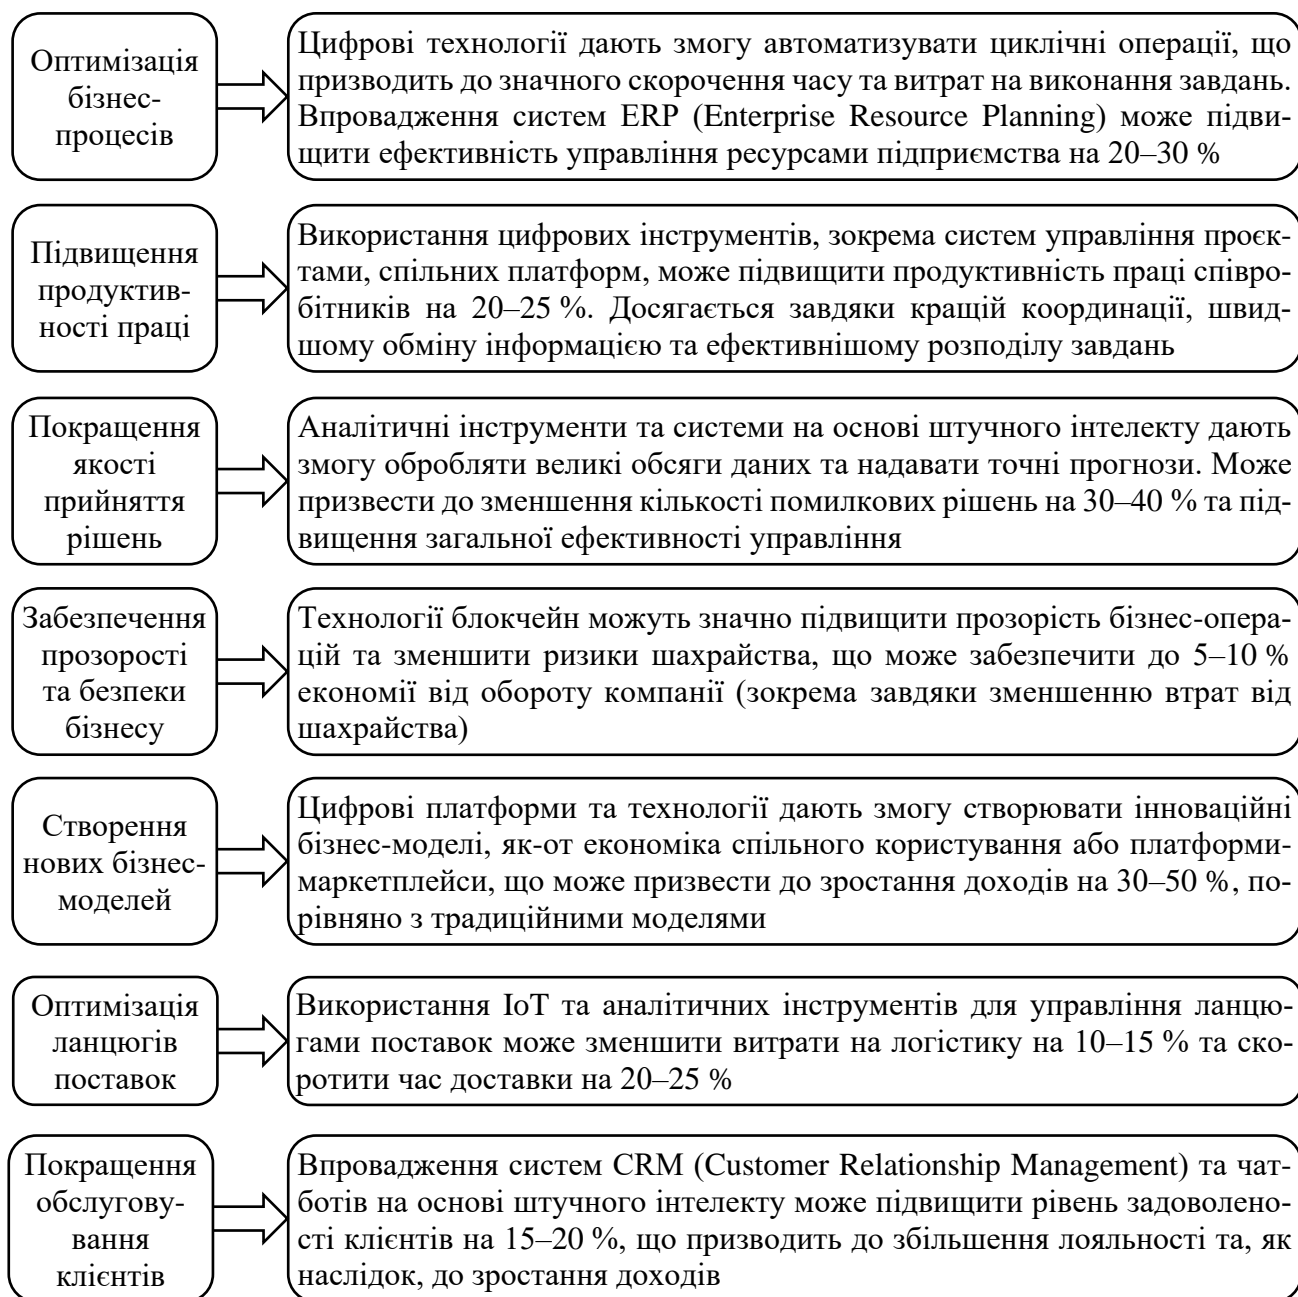 Оптимізація
бізнес-
процесів
Цифрові технології дають змогу автоматизувати циклічні операції, що
призводить до значного скорочення часу та витрат на виконання завдань.
Впровадження систем ERP (Enterprise Resource Planning) може підви-
щити ефективність управління ресурсами підприємства на 20–30 %
Підвищення
продуктив-
ності праці
Використання цифрових інструментів, зокрема систем управління проєк-
тами, спільних платформ, може підвищити продуктивність праці співро-
бітників на 20–25 %. Досягається завдяки кращій координації, швид-
шому обміну інформацією та ефективнішому розподілу завдань
Покращення
якості
прийняття
рішень
Аналітичні інструменти та системи на основі штучного інтелекту дають
змогу обробляти великі обсяги даних та надавати точні прогнози. Може
призвести до зменшення кількості помилкових рішень на 30–40 % та під-
вищення загальної ефективності управління
Забезпечення
прозорості
та безпеки
бізнесу
Технології блокчейн можуть значно підвищити прозорість бізнес-опера-
цій та зменшити ризики шахрайства, що може забезпечити до 5–10 %
економії від обороту компанії (зокрема завдяки зменшенню втрат від
шахрайства)
Створення
нових бізнес-
моделей
Цифрові платформи та технології дають змогу створювати інноваційні
бізнес-моделі, як-от економіка спільного користування або платформи-
маркетплейси, що може призвести до зростання доходів на 30–50 %, по-
рівняно з традиційними моделями
Оптимізація
ланцюгів
поставок
Використання IoT та аналітичних інструментів для управління ланцю-
гами поставок може зменшити витрати на логістику на 10–15 % та ско-
ротити час доставки на 20–25 %
Покращення
обслугову-
вання
клієнтів
Впровадження систем CRM (Customer Relationship Management) та чат-
ботів на основі штучного інтелекту може підвищити рівень задоволено-
сті клієнтів на 15–20 %, що призводить до збільшення лояльності та, як
наслідок, до зростання доходів